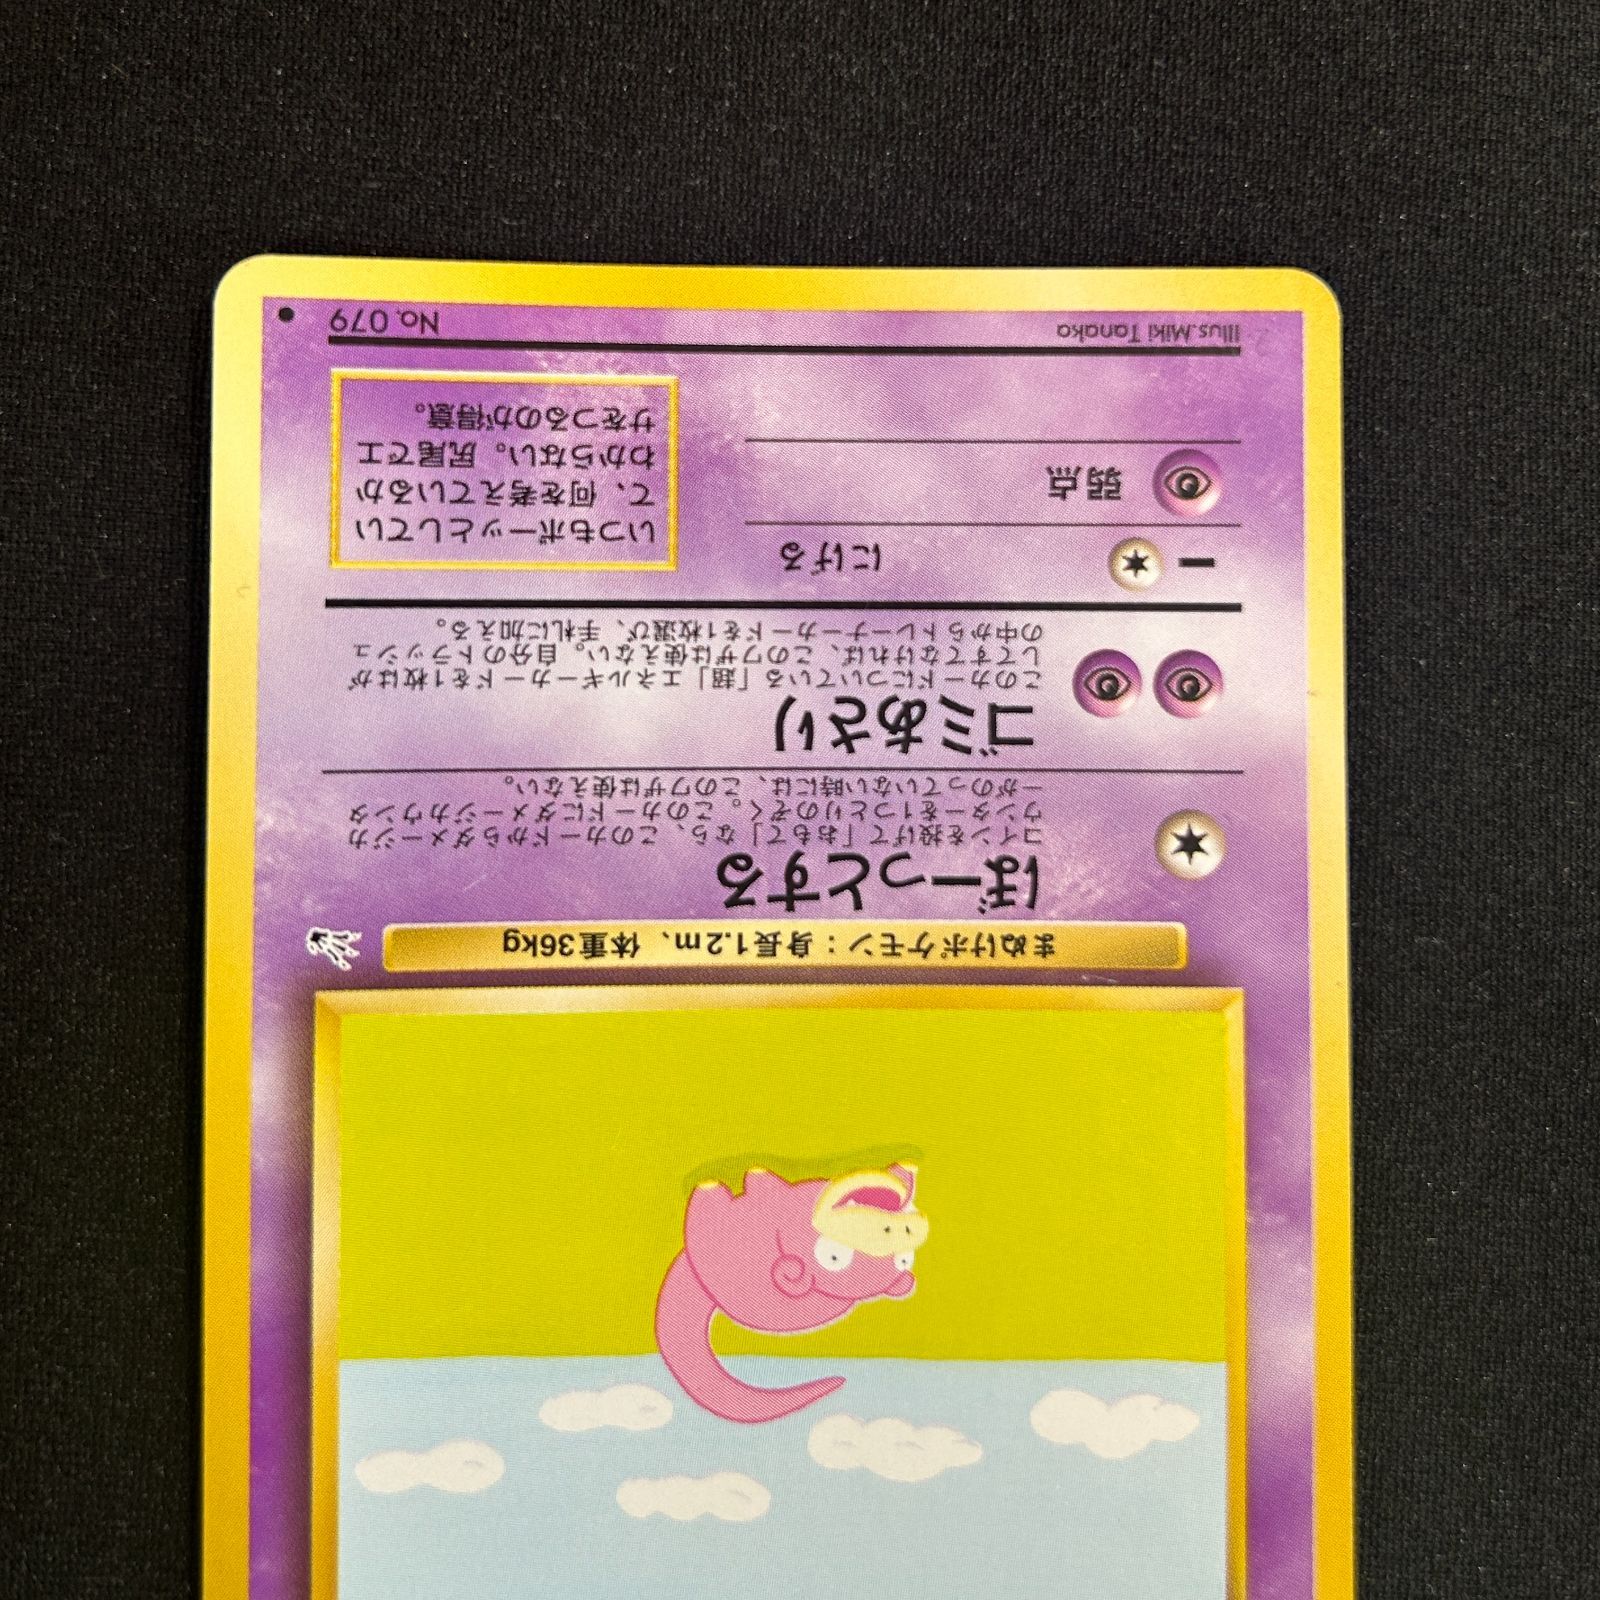 まぬけポケモン：身長1.2m、体重36kg
ぼーっとする
コインを投げて「おもて」なら、このカードからダメージカ
ウンターを1つとりのぞく。このカードにダメージカウンタ
ーがのっていない時には、このワザは使えない。
ゴミあさり
このカードについている「超」エネルギーカードを1枚はが
してすてなければ、このワザは使えない。自分のトラッシュ
の中からトレーナーカードを1枚選び、手札に加える。
にげる
弱点
いつもボーッとしてい
て、何を考えているか
わからない。尻尾でエ
サをつるのが得意。
Illus.Miki Tanaka
No. 079